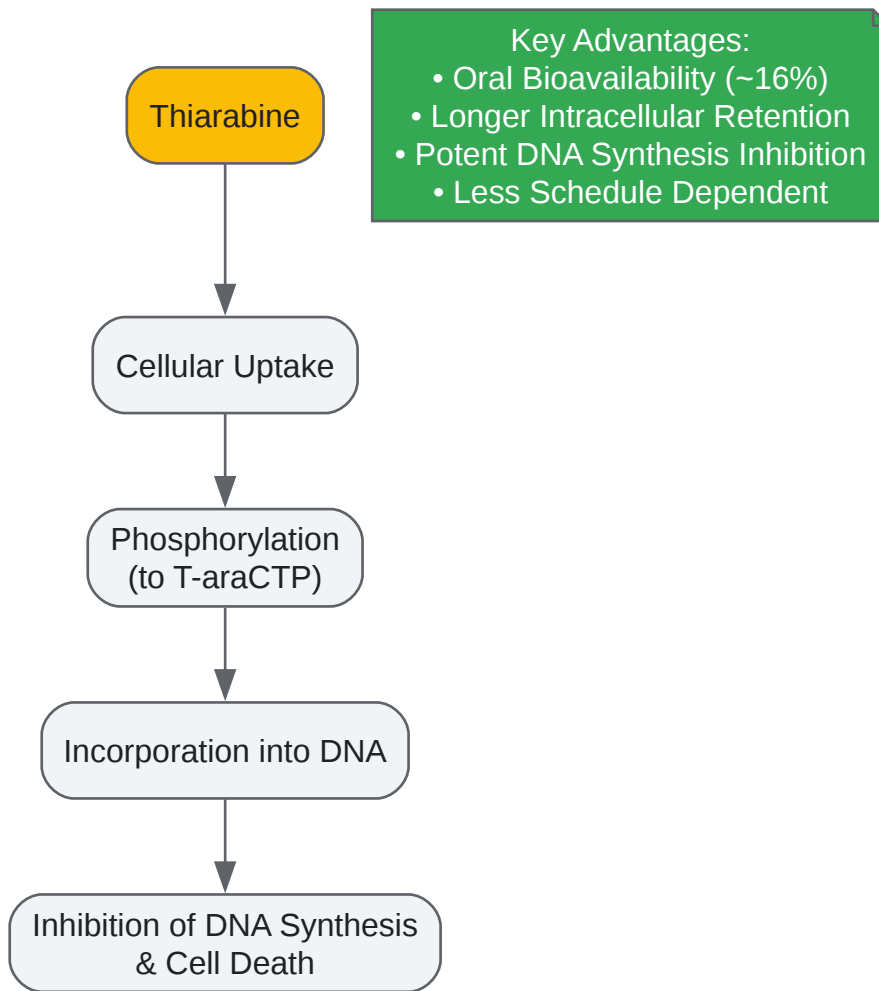 Key Advantages:
• Oral Bioavailability (~16%)
• Longer Intracellular Retention
• Potent DNA Synthesis Inhibition
• Less Schedule Dependent
Thiarabine
Cellular Uptake
Phosphorylation
(to T-araCTP)
Incorporation into DNA
Inhibition of DNA Synthesis
& Cell Death